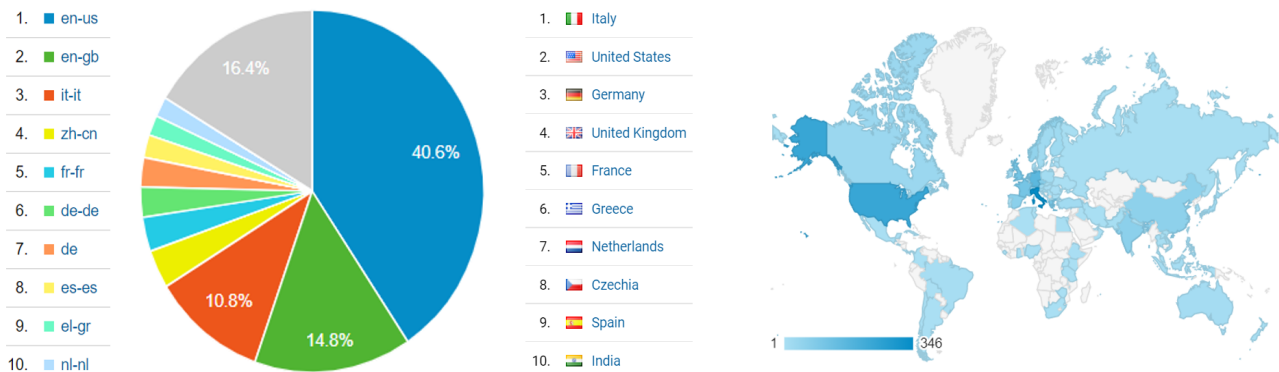 1. en-us
2. en-gb
3. it-it
4. zh-cn
5. fr-fr
6. de-de
7. de
8. es-es
9. el-gr
10. nl-nl
16.4%
40.6%
10.8%
14.8%
1. Italy
2. United States
3. Germany
4. United Kingdom
5. France
6. Greece
7. Netherlands
8. Czechia
9. Spain
10. India
1 346